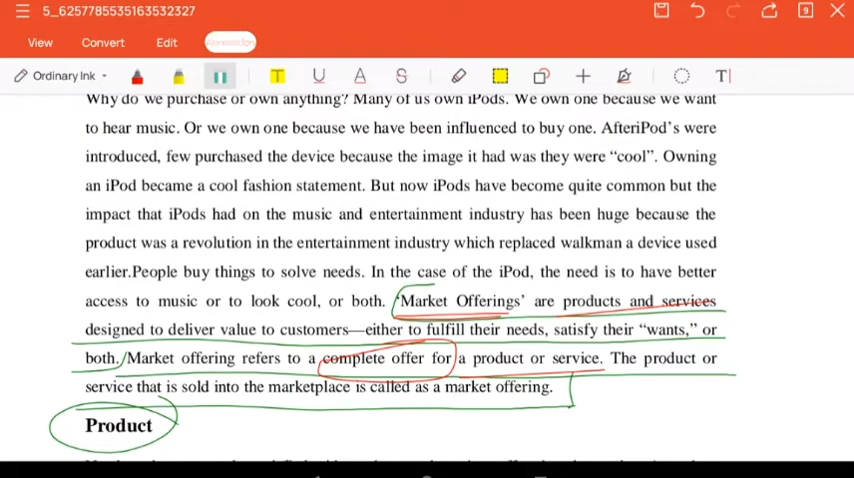 5_6257785535163532327
9
View Convert Edit Annotation
Ordinary Ink T U A S T
Why do we purchase or own anything? Many of us own iPods. We own one because we want
to hear music. Or we own one because we have been influenced to buy one. AfteriPod’s were
introduced, few purchased the device because the image it had was they were “cool”. Owning
an iPod became a cool fashion statement. But now iPods have become quite common but the
impact that iPods had on the music and entertainment industry has been huge because the
product was a revolution in the entertainment industry which replaced walkman a device used
earlier.People buy things to solve needs. In the case of the iPod, the need is to have better
access to music or to look cool, or both. ‘Market Offerings’ are products and services
designed to deliver value to customers—either to fulfill their needs, satisfy their “wants,” or
both. Market offering refers to a complete offer for a product or service. The product or
service that is sold into the marketplace is called as a market offering.
Product